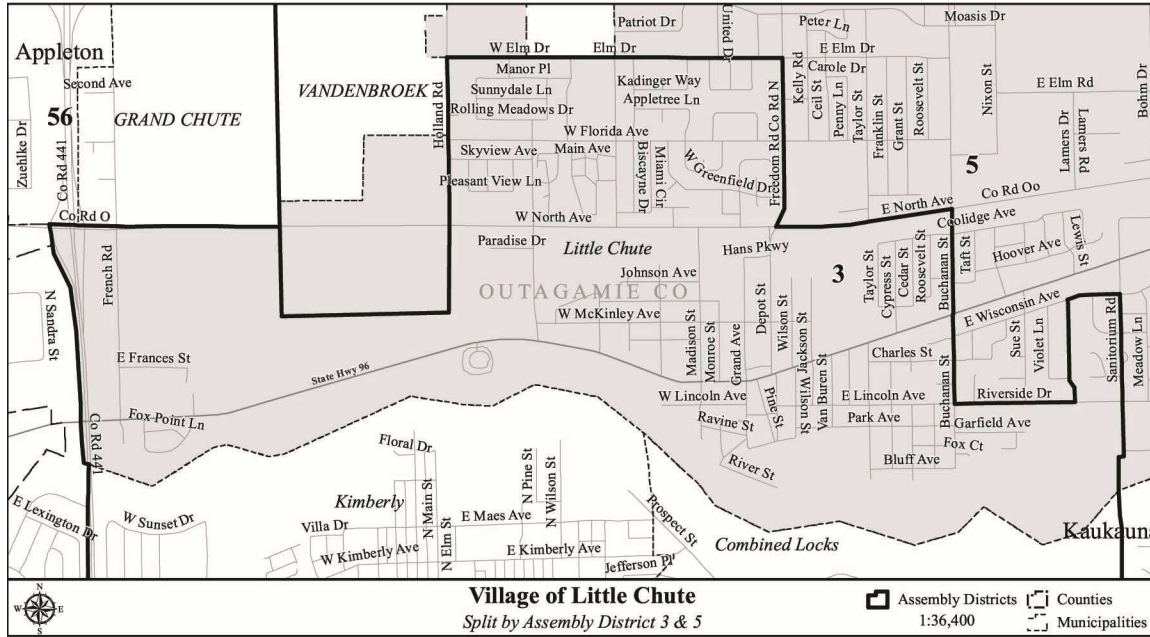 Patriot Dr
United Dr
Peter Ln
Moasis Dr
Appleton
W Elm Dr
Elm Dr
E Elm Dr
Manor Pl
Kelly Rd
Carole Dr
Second Ave
VANDENBROEK
Sunnydale Ln
Kadinger Way
E Elm Rd
Bohm Dr
Rolling Meadows Dr
Appletree Ln
Ceil St
Penny Ln
Taylor St
Franklin St
Grant St
Roosevelt St
Nixon St
56
GRAND CHUTE
Holland Rd
Freedom Rd
Co Rd N
Lamers Dr
Lamers Rd
Zuehlke Dr
Co Rd 441
W Florida Ave
Skyview Ave
Main Ave
Biscayne Dr
Miami Cir
W Greenfield Dr
5
Pleasant View Ln
Co Rd Oo
E North Ave
Co Rd O
W North Ave
Coolidge Ave
Paradise Dr
Little Chute
Hans Pkwy
Hoover Ave
Lewis St
French Rd
Johnson Ave
3
Taylor St
Cypress St
Cedar St
Roosevelt St
Buchanan St
Taft St
OUTAGAMIE CO
N Sandra St
W McKinley Ave
Depot St
Wilson St
E Wisconsin Ave
Madison St
Monroe St
Grand Ave
Jackson St
Sue St
Violet Ln
Sanitorium Rd
Meadow Ln
E Frances St
State Hwy 96
Charles St
W Lincoln Ave
Pine St
J Wilson St
Van Buren St
E Lincoln Ave
Buchanan St
Riverside Dr
Fox Point Ln
Ravine St
Park Ave
Garfield Ave
Co Rd 441
Floral Dr
Fox Ct
Bluff Ave
River St
E Lexington Dr
W Sunset Dr
Kimberly
N Main St
N Elm St
N Pine St
N Wilson St
Villa Dr
E Maes Ave
Prospect St
Kaukauna
W Kimberly Ave
E Kimberly Ave
Combined Locks
Jefferson Pl
N
W E
S
Village of Little Chute
Split by Assembly District 3 & 5
Assembly Districts
1:36,400
Counties
Municipalities